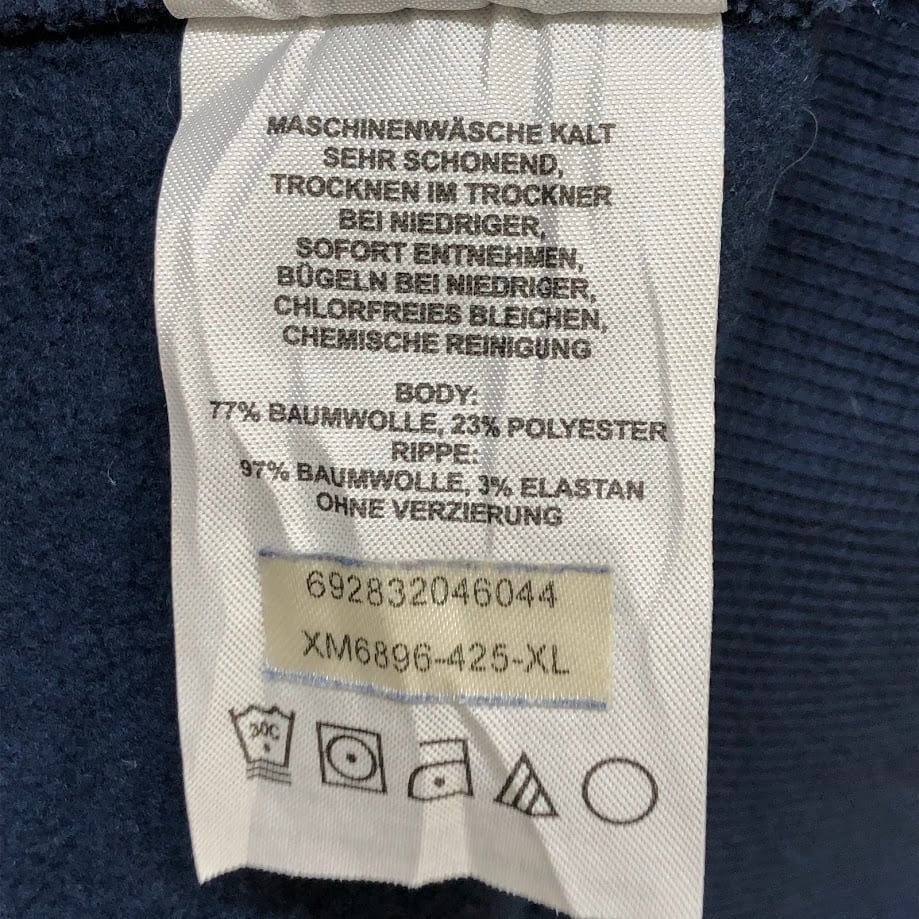 MASCHINENWÄSCHE KALT
SEHR SCHONEND,
TROCKNEN IM TROCKNER
BEI NIEDRIGER,
SOFORT ENTNEHMEN,
BÜGELN BEI NIEDRIGER,
CHLORFREIES BLEICHEN,
CHEMISCHE REINIGUNG
BODY:
77% BAUMWOLLE, 23% POLYESTER
RIPPE:
97% BAUMWOLLE, 3% ELASTAN
OHNE VERZIERUNG
692832046044
XM6896-425-XL
30C